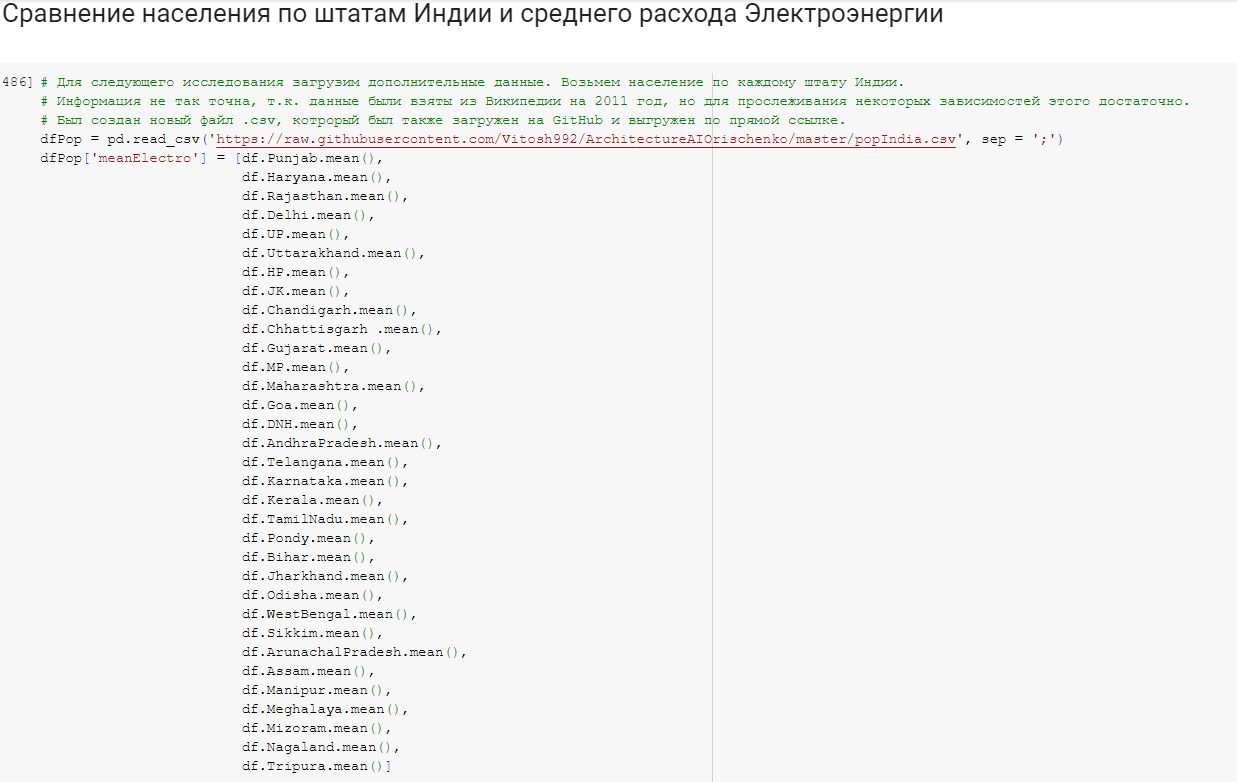 Сравнение населения по штатам Индии и среднего расхода Электроэнергии
486] # Для следующего исследования загрузим дополнительные данные. Возьмем население по каждому штату Индии.
# Информация не так точна, т.к. данные были взяты из Википедии на 2011 год, но для прослеживания некоторых зависимостей этого достаточно.
# Был создан новый файл .csv, который был также загружен на GitHub и выгружен по прямой ссылке.
dfPop = pd.read_csv('https://raw.githubusercontent.com/Vitosh992/ArchitectureAIOrischenko/master/popIndia.csv', sep = ';')
dfPop['meanElectro'] = [df.Punjab.mean(),
df.Haryana.mean(),
df.Rajasthan.mean(),
df.Delhi.mean(),
df.UP.mean(),
df.Uttarakhand.mean(),
df.HP.mean(),
df.JK.mean(),
df.Chandigarh.mean(),
df.Chhattisgarh .mean(),
df.Gujarat.mean(),
df.MP.mean(),
df.Maharashtra.mean(),
df.Goa.mean(),
df.DNH.mean(),
df.AndhraPradesh.mean(),
df.Telangana.mean(),
df.Karnataka.mean(),
df.Kerala.mean(),
df.TamilNadu.mean(),
df.Pondy.mean(),
df.Bihar.mean(),
df.Jharkhand.mean(),
df.Odisha.mean(),
df.WestBengal.mean(),
df.Sikkim.mean(),
df.ArunachalPradesh.mean(),
df.Assam.mean(),
df.Manipur.mean(),
df.Meghalaya.mean(),
df.Mizoram.mean(),
df.Nagaland.mean(),
df.Tripura.mean()]